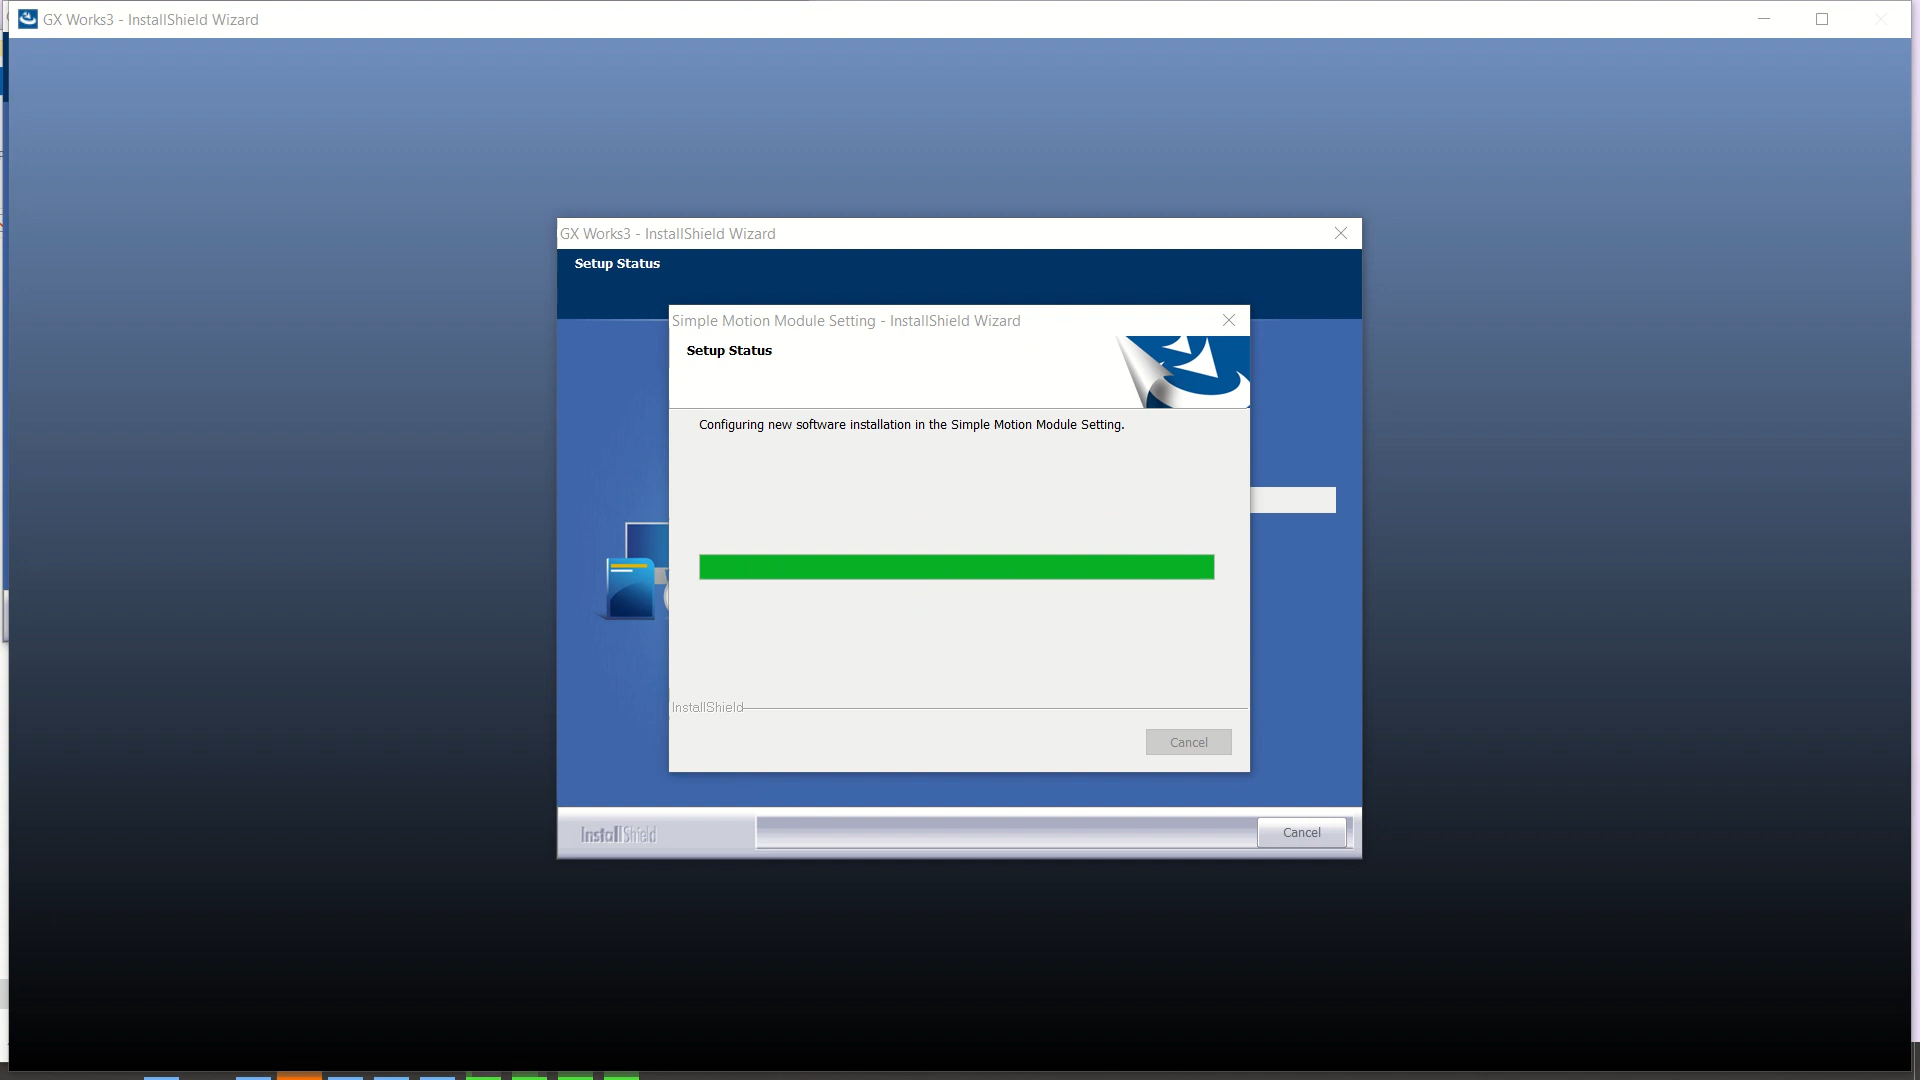 GX Works3 - InstallShield Wizard
GX Works3 - InstallShield Wizard
Setup Status
Simple Motion Module Setting - InstallShield Wizard
Setup Status
Configuring new software installation in the Simple Motion Module Setting.
InstallShield
Cancel
InstallShield
Cancel